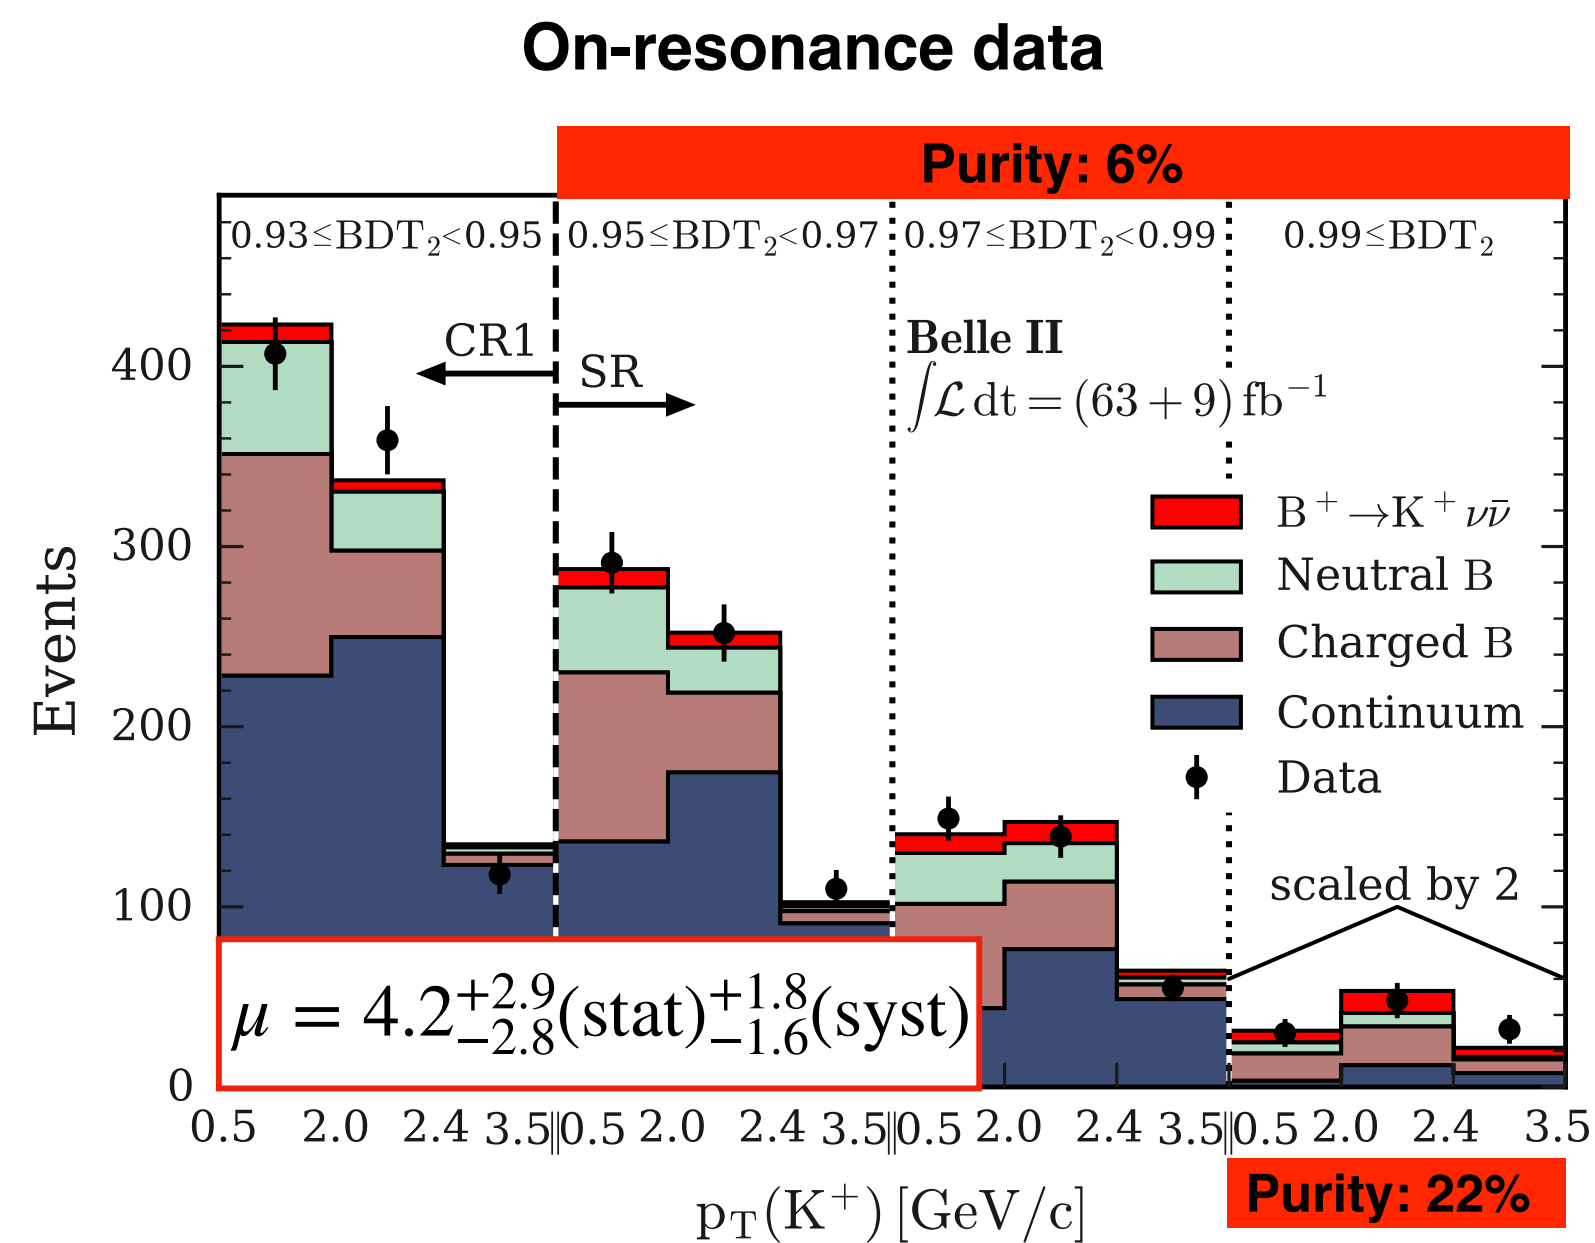 On-resonance data
Purity: 6%
0.93≤BDT₂<0.95 0.95≤BDT₂<0.97 0.97≤BDT₂<0.99 0.99≤BDT₂
CR1
SR
Belle II
∫ℒ dt = (63 + 9) fb⁻¹
400
300
200
100
0
Events
B⁺→K⁺νν̄
Neutral B
Charged B
Continuum
Data
scaled by 2
μ = 4.2+2.9−2.8(stat)+1.8−1.6(syst)
0.5 2.0 2.4 3.5||0.5 2.0 2.4 3.5||0.5 2.0 2.4 3.5||0.5 2.0 2.4 3.5
p_T(K⁺) [GeV/c]
Purity: 22%